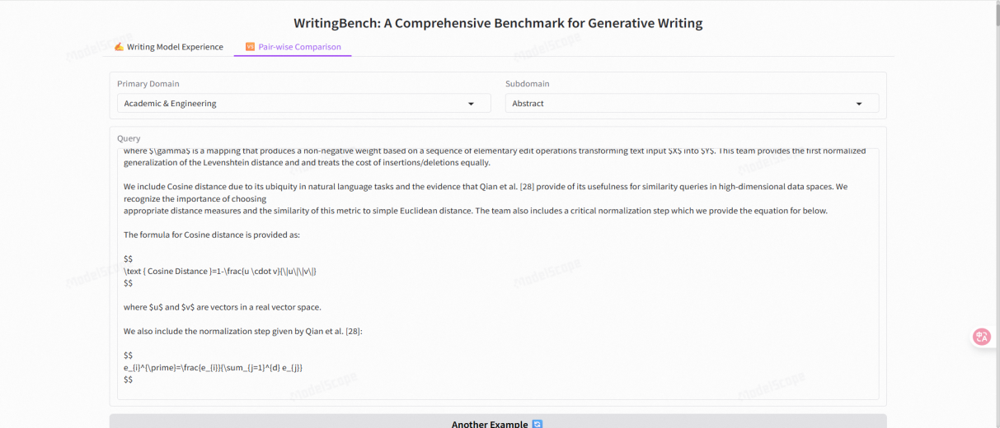 WritingBench: A Comprehensive Benchmark for Generative Writing
✍️ Writing Model Experience
🆚 Pair-wise Comparison
Primary Domain
Subdomain
Academic & Engineering
Abstract
Query
where $\gamma$ is a mapping that produces a non-negative weight based on a sequence of elementary edit operations transforming text input $X$ into $Y$. This team provides the first normalized
generalization of the Levenshtein distance and and treats the cost of insertions/deletions equally.
We include Cosine distance due to its ubiquity in natural language tasks and the evidence that Qian et al. [28] provide of its usefulness for similarity queries in high-dimensional data spaces. We
recognize the importance of choosing
appropriate distance measures and the similarity of this metric to simple Euclidean distance. The team also includes a critical normalization step which we provide the equation for below.
The formula for Cosine distance is provided as:
$$
\text { Cosine Distance }=1-\frac{u \cdot v}{\|u\|\|v\|}
$$
where $u$ and $v$ are vectors in a real vector space.
We also include the normalization step given by Qian et al. [28]:
$$
e_{i}^{\prime}=\frac{e_{i}}{\sum_{j=1}^{d} e_{j}}
$$
Another Example 🔄
ModelScope
ModelScope
ModelScope
ModelScope
ModelScope
ModelScope
ModelScope
ModelScope